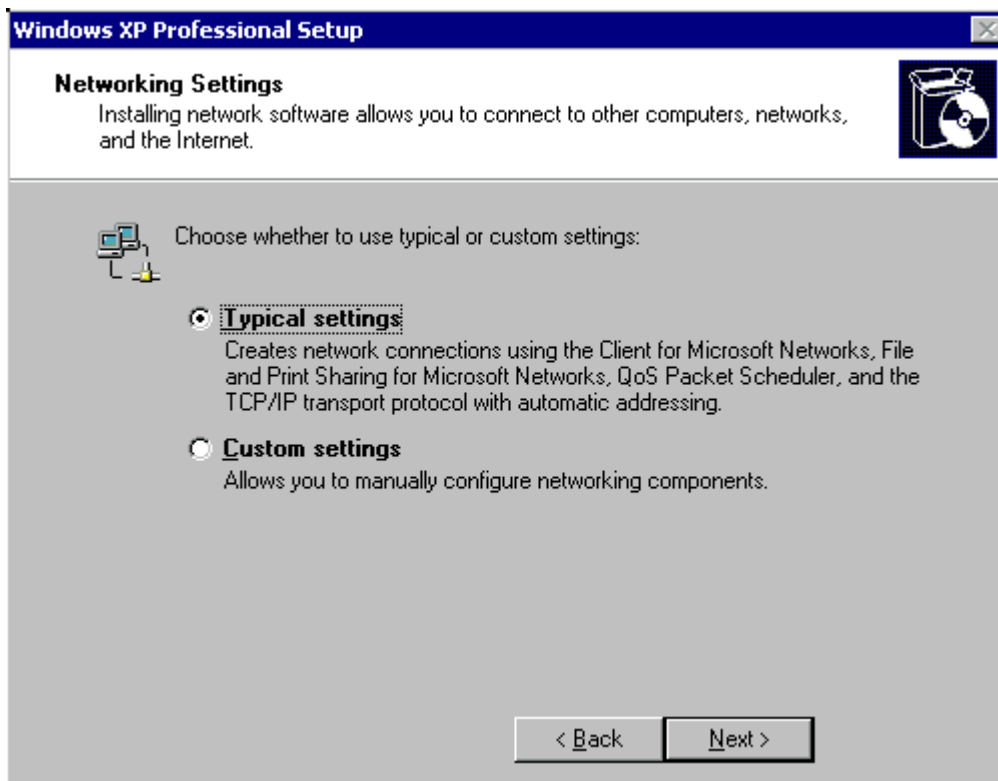 Windows XP Professional Setup
Networking Settings
Installing network software allows you to connect to other computers, networks,
and the Internet.
Choose whether to use typical or custom settings:
Typical settings
Creates network connections using the Client for Microsoft Networks, File
and Print Sharing for Microsoft Networks, QoS Packet Scheduler, and the
TCP/IP transport protocol with automatic addressing.
Custom settings
Allows you to manually configure networking components.
< Back
Next >